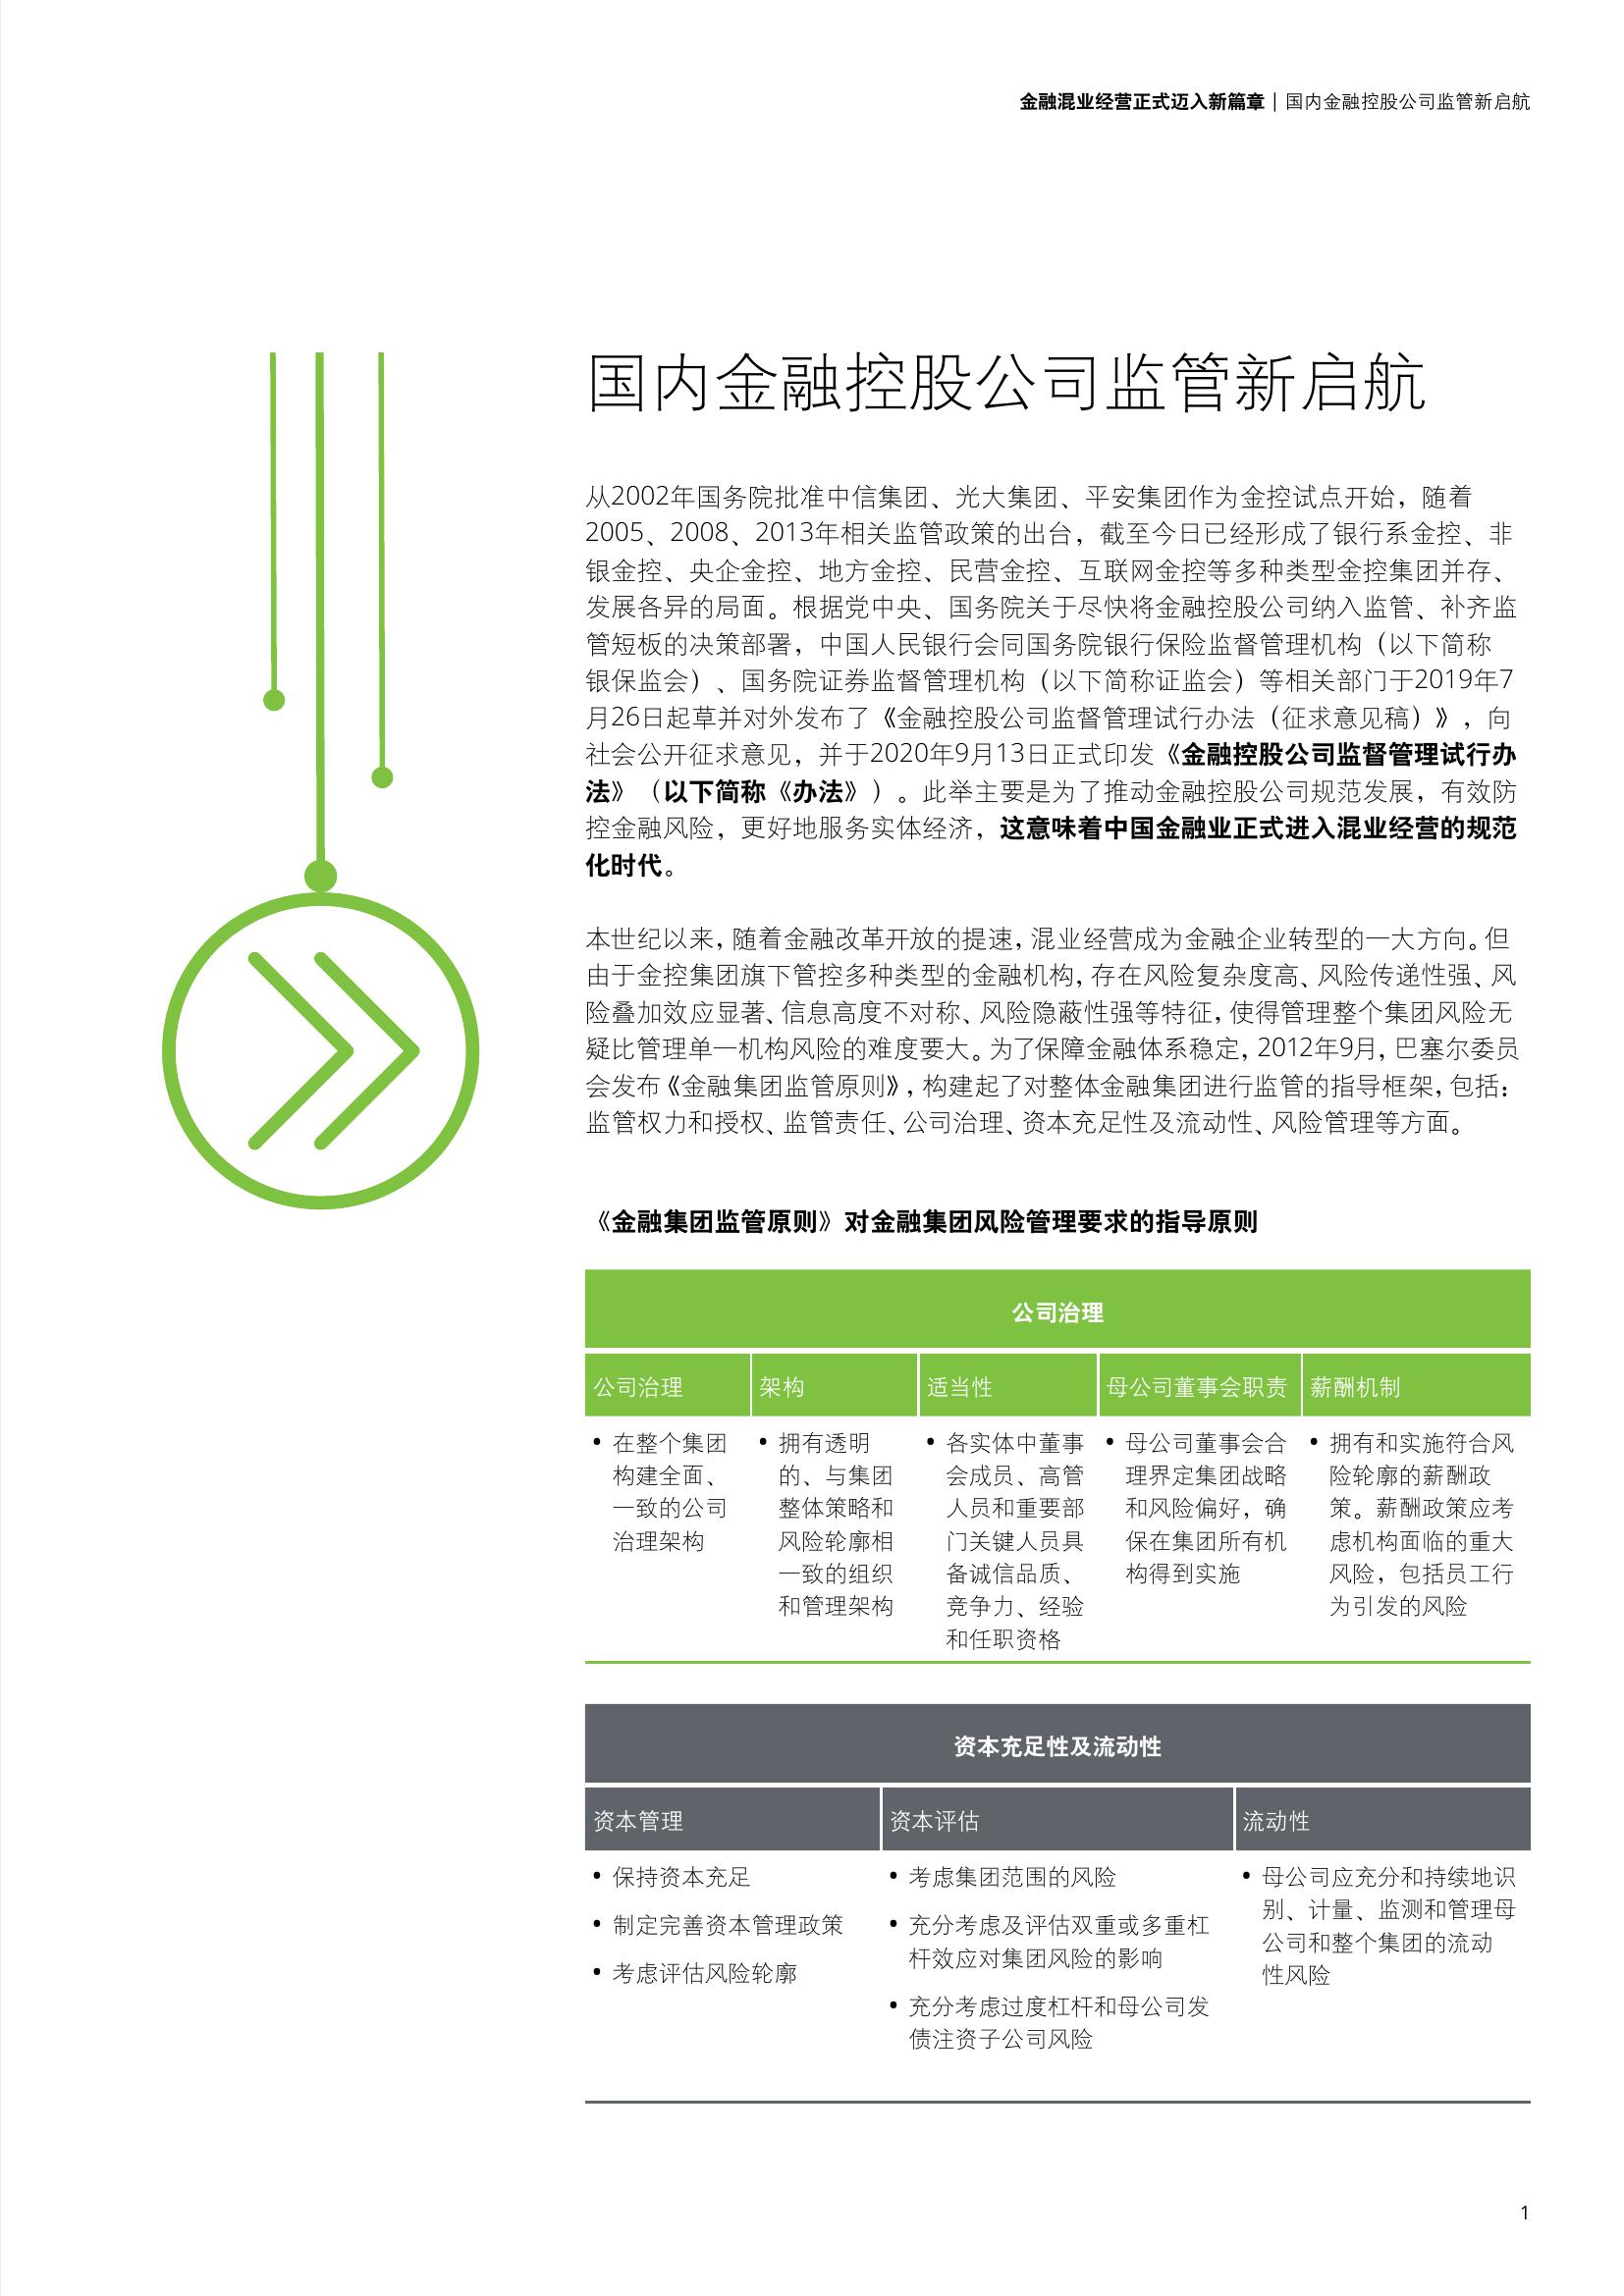 金融混业经营正式迈入新篇章 | 国内金融控股公司监管新启航
国内金融控股公司监管新启航
从2002年国务院批准中信集团、光大集团、平安集团作为金控试点开始，随着
2005、2008、2013年相关监管政策的出台，截至今日已经形成了银行系金控、非
银金控、央企金控、地方金控、民营金控、互联网金控等多种类型金控集团并存、
发展各异的局面。根据党中央、国务院关于尽快将金融控股公司纳入监管、补齐监
管短板的决策部署，中国人民银行会同国务院银行保险监督管理机构（以下简称
银保监会）、国务院证券监督管理机构（以下简称证监会）等相关部门于2019年7
月26日起草并对外发布了《金融控股公司监督管理试行办法（征求意见稿）》，向
社会公开征求意见，并于2020年9月13日正式印发《金融控股公司监督管理试行办
法》（以下简称《办法》）。此举主要是为了推动金融控股公司规范发展，有效防
控金融风险，更好地服务实体经济，这意味着中国金融业正式进入混业经营的规范
化时代。
本世纪以来，随着金融改革开放的提速，混业经营成为金融企业转型的一大方向。但
由于金控集团旗下管控多种类型的金融机构，存在风险复杂度高、风险传递性强、风
险叠加效应显著、信息高度不对称、风险隐蔽性强等特征，使得管理整个集团风险无
疑比管理单一机构风险的难度要大。为了保障金融体系稳定，2012年9月，巴塞尔委员
会发布《金融集团监管原则》，构建起了对整体金融集团进行监管的指导框架，包括：
监管权力和授权、监管责任、公司治理、资本充足性及流动性、风险管理等方面。
《金融集团监管原则》对金融集团风险管理要求的指导原则
公司治理
公司治理
• 在整个集团
构建全面、
一致的公司
治理架构
架构
• 拥有透明
的、与集团
整体策略和
风险轮廓相
一致的组织
和管理架构
适当性
• 各实体中董事
会成员、高管
人员和重要部
门关键人员具
备诚信品质、
竞争力、经验
和任职资格
母公司董事会职责
• 母公司董事会合
理界定集团战略
和风险偏好，确
保在集团所有机
构得到实施
薪酬机制
• 拥有和实施符合风
险轮廓的薪酬政
策。薪酬政策应考
虑机构面临的重大
风险，包括员工行
为引发的风险
资本充足性及流动性
资本管理
• 保持资本充足
• 制定完善资本管理政策
• 考虑评估风险轮廓
资本评估
• 考虑集团范围的风险
• 充分考虑及评估双重或多重杠
杆效应对集团风险的影响
• 充分考虑过度杠杆和母公司发
债注资子公司风险
流动性
• 母公司应充分和持续地识
别、计量、监测和管理母
公司和整个集团的流动
性风险
1